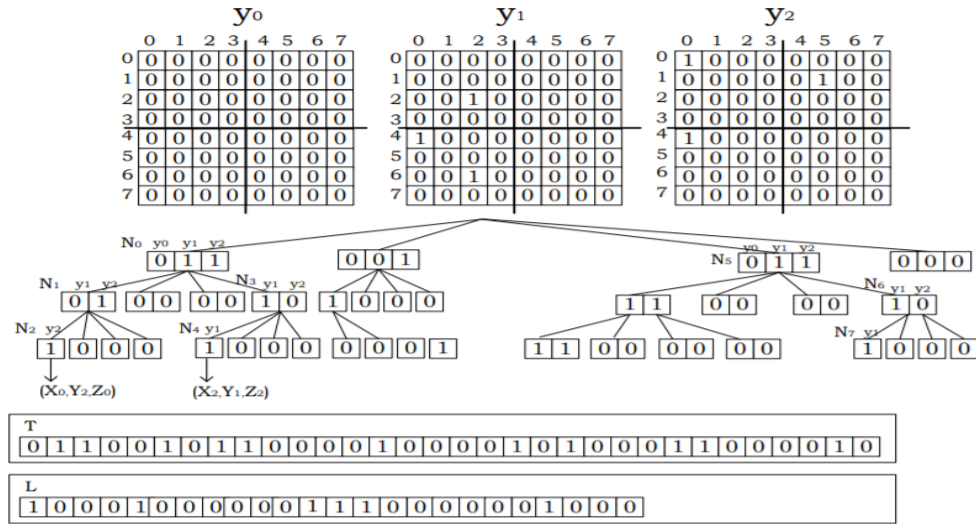 y0 y1 y2
0 1 2 3 4 5 6 7 0 1 2 3 4 5 6 7 0 1 2 3 4 5 6 7
0 0 0 0 0 0 0 0 0 0 0 0 0 0 0 0 0 0 0 1 0 0 0 0 0 0 0
1 0 0 0 0 0 0 0 0 1 0 0 0 0 0 0 0 0 1 0 0 0 0 0 1 0 0
2 0 0 0 0 0 0 0 0 2 0 0 1 0 0 0 0 0 2 0 0 0 0 0 0 0 0
3 0 0 0 0 0 0 0 0 3 0 0 0 0 0 0 0 0 3 0 0 0 0 0 0 0 0
4 0 0 0 0 0 0 0 0 4 1 0 0 0 0 0 0 0 4 1 0 0 0 0 0 0 0
5 0 0 0 0 0 0 0 0 5 0 0 0 0 0 0 0 0 5 0 0 0 0 0 0 0 0
6 0 0 0 0 0 0 0 0 6 0 0 1 0 0 0 0 0 6 0 0 0 0 0 0 0 0
7 0 0 0 0 0 0 0 0 7 0 0 0 0 0 0 0 0 7 0 0 0 0 0 0 0 0
N0 y0 y1 y2 y0 y1 y2
0 1 1 0 0 1 N5 0 1 1 0 0 0
N1 y1 y2 N3 y1 y2 N6 y1 y2
0 1 0 0 0 0 1 0 1 0 0 0 1 1 0 0 0 0 1 0
N2 y2 N4 y1 N7 y1
1 0 0 0 1 0 0 0 0 0 0 1 1 1 0 0 0 0 0 0 1 0 0 0
(X0,Y2,Z0) (X2,Y1,Z2)
T
0 1 1 0 0 1 0 1 1 0 0 0 0 1 0 0 0 0 1 0 1 0 0 0 1 1 0 0 0 0 1 0
L
1 0 0 0 1 0 0 0 0 0 0 1 1 1 0 0 0 0 0 0 1 0 0 0